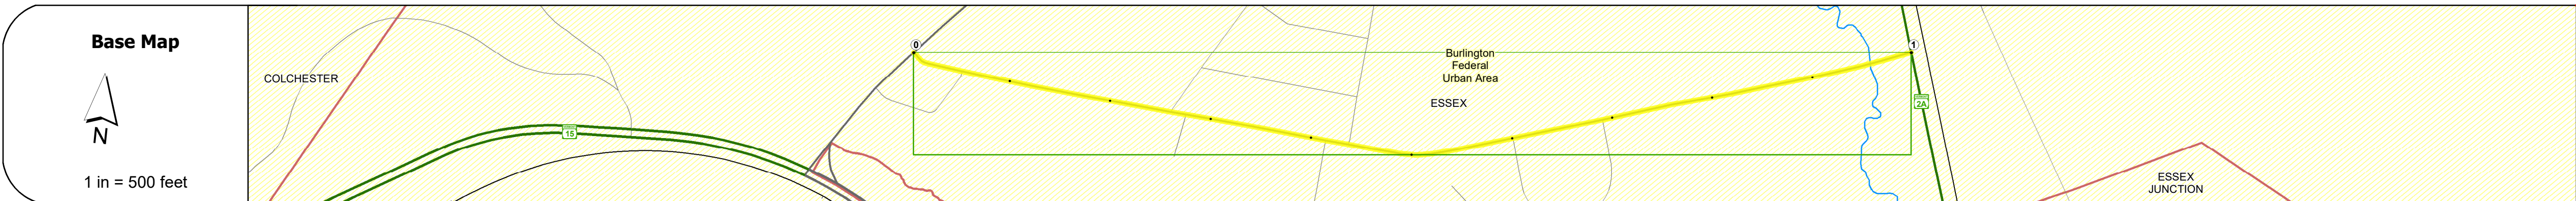 Base Map
N
1 in = 500 feet
COLCHESTER
15
0
Burlington
Federal
Urban Area
ESSEX
1
2A
ESSEX
JUNCTION